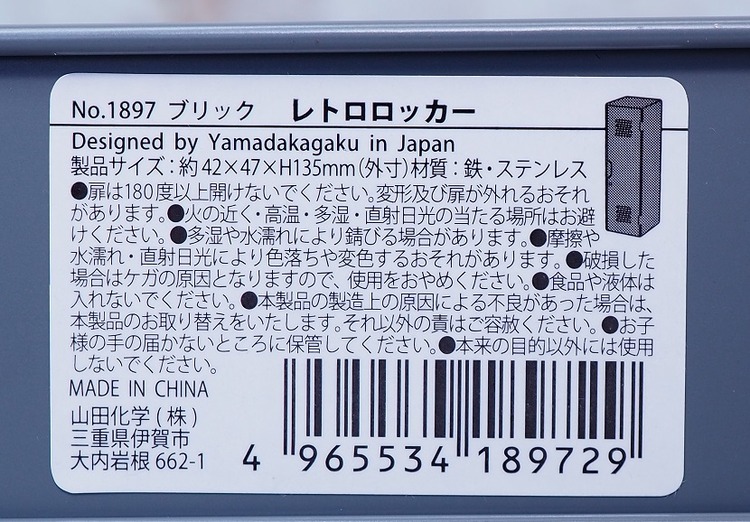 No.1897 ブリック レトロロッカー
Designed by Yamadakagaku in Japan
製品サイズ：約42×47×H135mm(外寸)材質：鉄・ステンレス
●扉は180度以上開けないでください。変形及び扉が外れるおそれ
があります。●火の近く・高温・多湿・直射日光の当たる場所はお避
けください。●多湿や水濡れにより錆びる場合があります。●摩擦や
水濡れ・直射日光により色落ちや変色するおそれがあります。●破損した
場合はケガの原因となりますので、使用をおやめください。●食品や液体は
入れないでください。●本製品の製造上の原因による不良があった場合は、
本製品のお取り替えをいたします。それ以外の責はご容赦ください。●お子
様の手の届かないところに保管してください。●本来の目的以外には使用
しないでください。
MADE IN CHINA
山田化学(株)
三重県伊賀市
大内岩根662-1
4 965534 189729